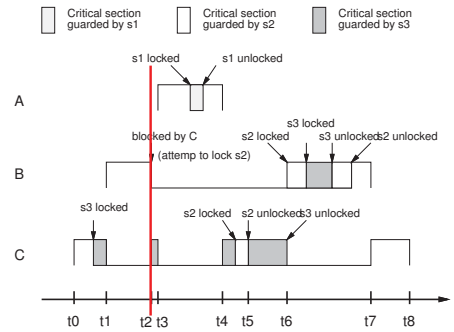 Critical section
guarded by s1
Critical section
guarded by s2
Critical section
guarded by s3
s1 locked
s1 unlocked
A
blocked by C
(attemp to lock s2)
s2 locked
s3 locked
s3 unlocked
s2 unlocked
B
s3 locked
s2 locked
s2 unlocked
s3 unlocked
C
t0 t1 t2 t3 t4 t5 t6 t7 t8